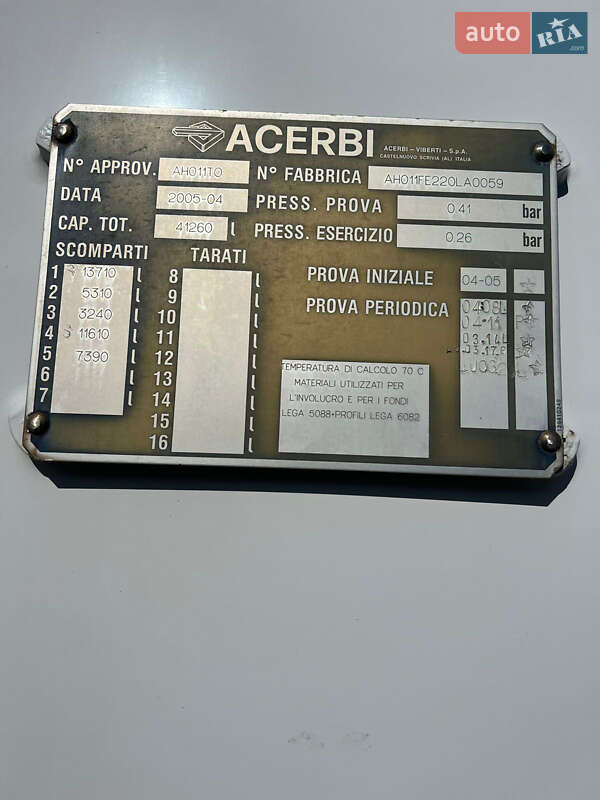 auto RIA.com
ACERBI
ACERBI - VIBERTI - S.p.A.
CASTELNUOVO SCRIVIA (AL) ITALIA
N° APPROV. AH011TO N° FABBRICA AH011FE220LA0059
DATA 2005-04 PRESS. PROVA 0.41 bar
CAP. TOT. 41260 l PRESS. ESERCIZIO 0,26 bar
SCOMPARTI TARATI
1 S 13710 l 8 l
2 5310 l 9 l
3 3240 l 10 l
4 S 11610 l 11 l
5 7390 l 12 l
6 l 13 l
7 l 14 l
15 l
16 l
PROVA INIZIALE 04-05
PROVA PERIODICA
04-11
TEMPERATURA DI CALCOLO 70 C
MATERIALI UTILIZZATI PER
L'INVOLUCRO E PER I FONDI
LEGA 5088+PROFILI LEGA 6082